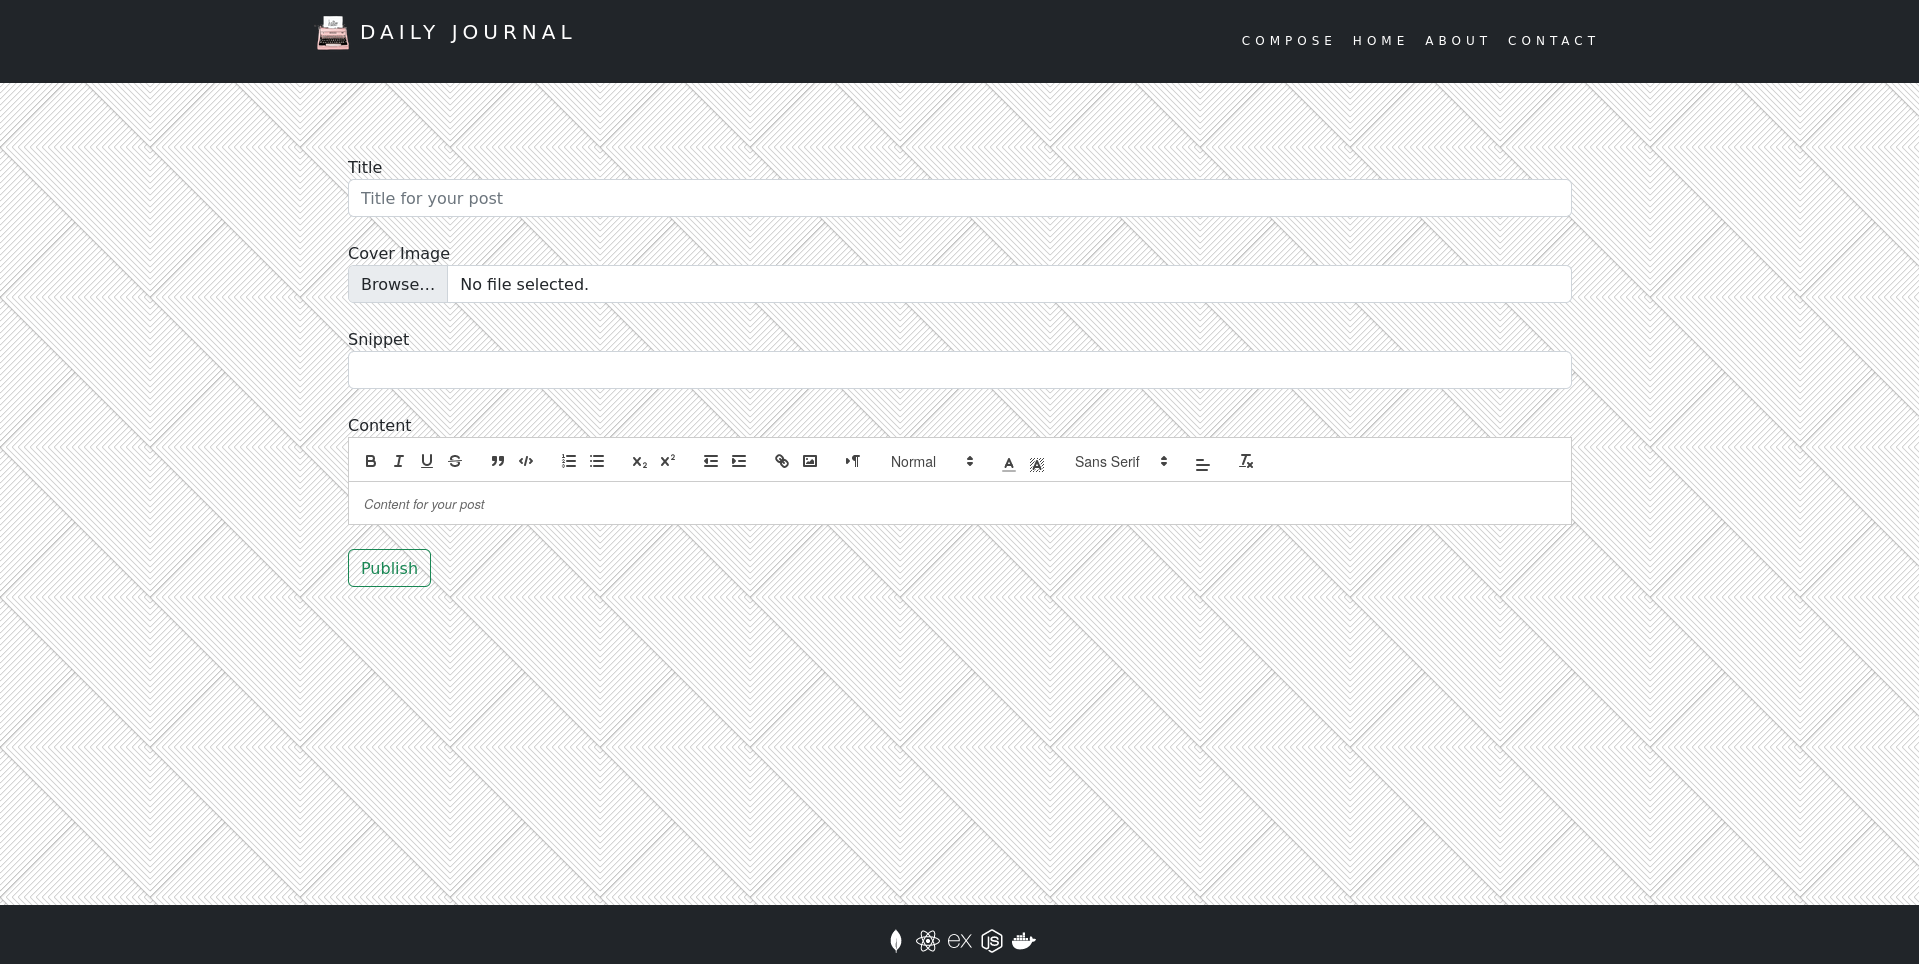 DAILY JOURNAL
COMPOSE HOME ABOUT CONTACT
Title
Title for your post
Cover Image
Browse... No file selected.
Snippet
Content
Normal Sans Serif
Content for your post
Publish
ex JS